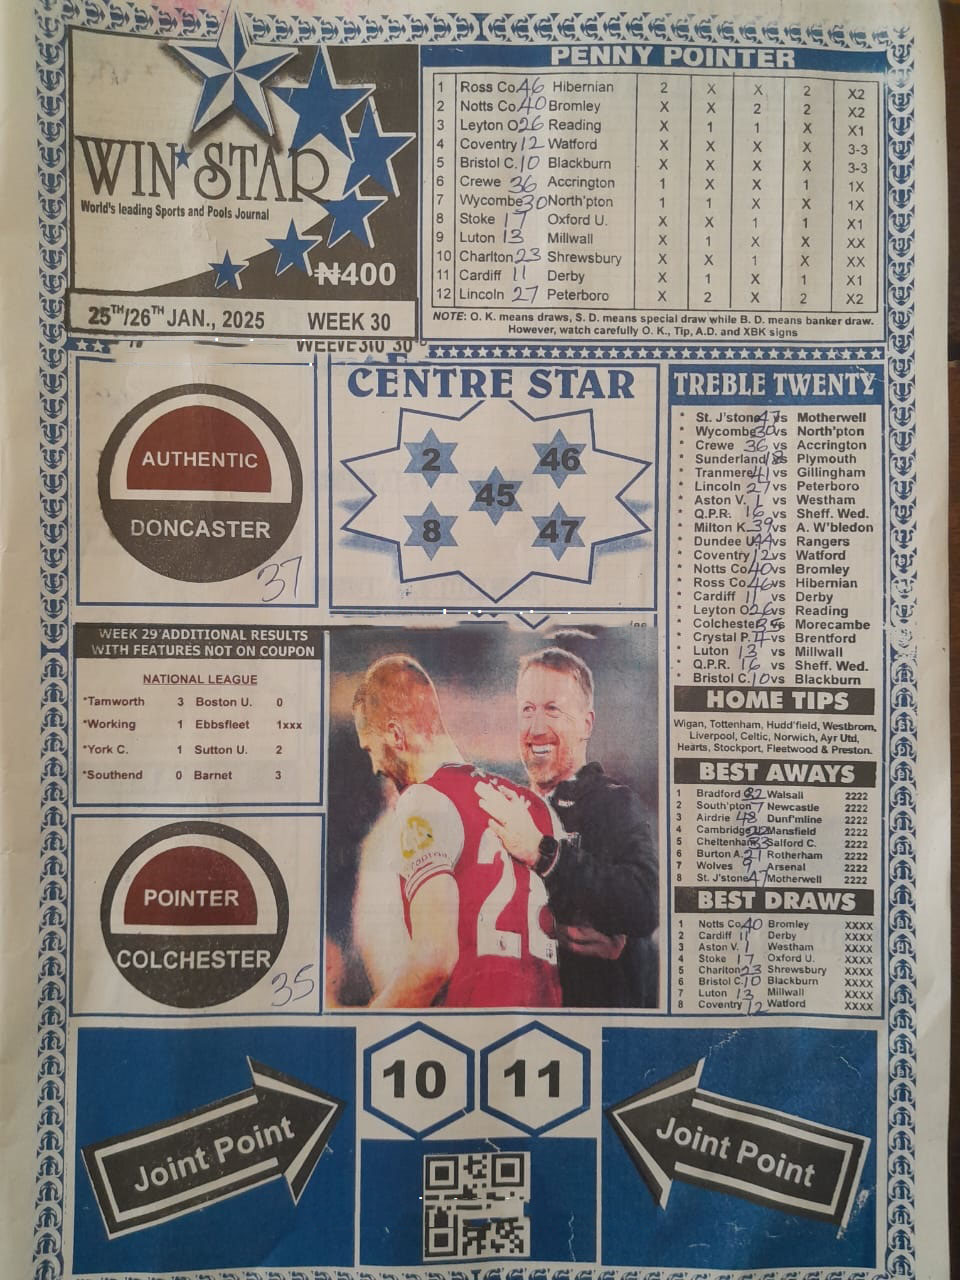 WIN STAR
World's leading Sports and Pools Journal
₦400
25TH/26TH JAN., 2025 WEEK 30
PENNY POINTER
1 Ross Co 46 Hibernian 2 X X 2 X2
2 Notts Co 40 Bromley X X 2 2 X2
3 Leyton O 26 Reading X 1 1 X X1
4 Coventry 12 Watford X X X X 3-3
5 Bristol C. 10 Blackburn X X X X 3-3
6 Crewe 36 Accrington 1 X X 1 1X
7 Wycombe 30 North'pton 1 1 X X 1X
8 Stoke 17 Oxford U. X X 1 1 X1
9 Luton 13 Millwall X 1 X X XX
10 Charlton 23 Shrewsbury X X 1 X XX
11 Cardiff 11 Derby X 1 X 1 X1
12 Lincoln 27 Peterboro X 2 X 2 X2
NOTE: O. K. means draws, S. D. means special draw while B. D. means banker draw.
However, watch carefully O. K., Tip, A.D. and XBK signs
AUTHENTIC
DONCASTER
37
CENTRE STAR
2 46
45
8 47
TREBLE TWENTY
* St. J'stone 47 vs Motherwell
* Wycombe 30 vs North'pton
* Crewe 36 vs Accrington
* Sunderland 18 vs Plymouth
* Tranmere 41 vs Gillingham
* Lincoln 27 vs Peterboro
* Aston V. 1 vs Westham
* Q.P.R. 16 vs Sheff. Wed.
* Milton K. 39 vs A. W'bledon
* Dundee U 44 vs Rangers
* Coventry 12 vs Watford
* Notts Co 40 vs Bromley
* Ross Co. 46 vs Hibernian
* Cardiff 11 vs Derby
* Leyton O 26 vs Reading
* Colchester 35 vs Morecambe
* Crystal P. 4 vs Brentford
* Luton 13 vs Millwall
* Q.P.R. 16 vs Sheff. Wed.
* Bristol C. 10 vs Blackburn
WEEK 29 ADDITIONAL RESULTS
WITH FEATURES NOT ON COUPON
NATIONAL LEAGUE
*Tamworth 3 Boston U. 0
*Working 1 Ebbsfleet 1xxx
*York C. 1 Sutton U. 2
*Southend 0 Barnet 3
HOME TIPS
Wigan, Tottenham, Hudd'field, Westbrom,
Liverpool, Celtic, Norwich, Ayr Utd,
Hearts, Stockport, Fleetwood & Preston.
BEST AWAYS
1 Bradford 32 Walsall 2222
2 South'pton 7 Newcastle 2222
3 Airdrie 48 Dunf'mline 2222
4 Cambridge 22 Mansfield 2222
5 Cheltenham 33 Salford C. 2222
6 Burton A. 21 Rotherham 2222
7 Wolves 9 Arsenal 2222
8 St. J'stone 47 Motherwell 2222
BEST DRAWS
1 Notts Co 40 Bromley XXXX
2 Cardiff 11 Derby XXXX
3 Aston V. 1 Westham XXXX
4 Stoke 17 Oxford U. XXXX
5 Charlton 23 Shrewsbury XXXX
6 Bristol C. 10 Blackburn XXXX
7 Luton 13 Millwall XXXX
8 Coventry 12 Watford XXXX
POINTER
COLCHESTER
35
Joint Point
10 11
Joint Point